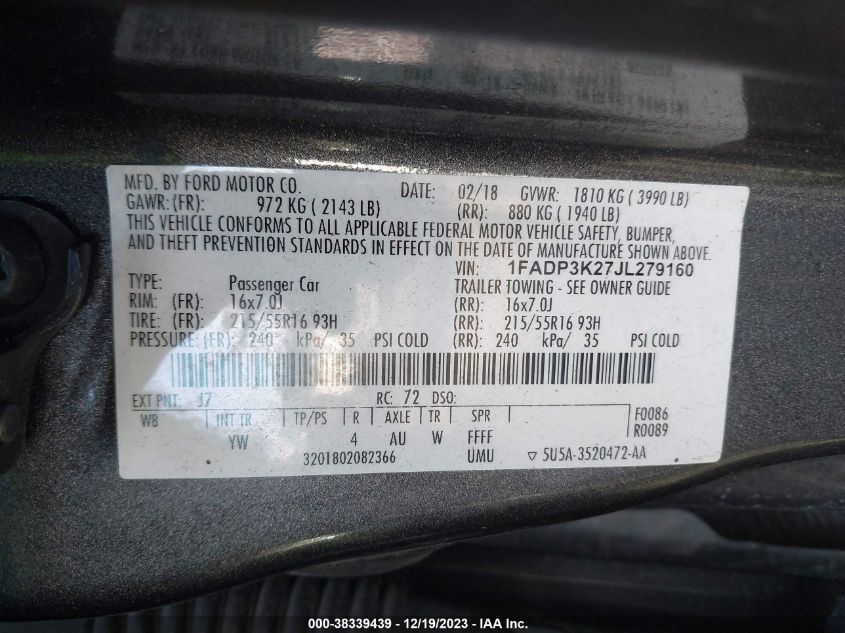 MFD. BY FORD MOTOR CO. DATE: 02/18 GVWR: 1810 KG ( 3990 LB)
GAWR: (FR): 972 KG ( 2143 LB) (RR): 880 KG ( 1940 LB)
THIS VEHICLE CONFORMS TO ALL APPLICABLE FEDERAL MOTOR VEHICLE SAFETY, BUMPER,
AND THEFT PREVENTION STANDARDS IN EFFECT ON THE DATE OF MANUFACTURE SHOWN ABOVE.
VIN: 1FADP3K27JL279160
TYPE: Passenger Car TRAILER TOWING - SEE OWNER GUIDE
RIM: (FR): 16x7.0J (RR): 16x7.0J
TIRE: (FR): 215/55R16 93H (RR): 215/55R16 93H
PRESSURE: (FR): 240 kPa/ 35 PSI COLD (RR): 240 kPa/ 35 PSI COLD
EXT PNT: J7 RC: 72 DSO:
WB INT TR TP/PS R AXLE TR SPR F0086
R0089
YW 4 AU W FFFF
3201802082366 UMU ▽ 5U5A-3520472-AA
000-38339439 - 12/19/2023 - IAA Inc.